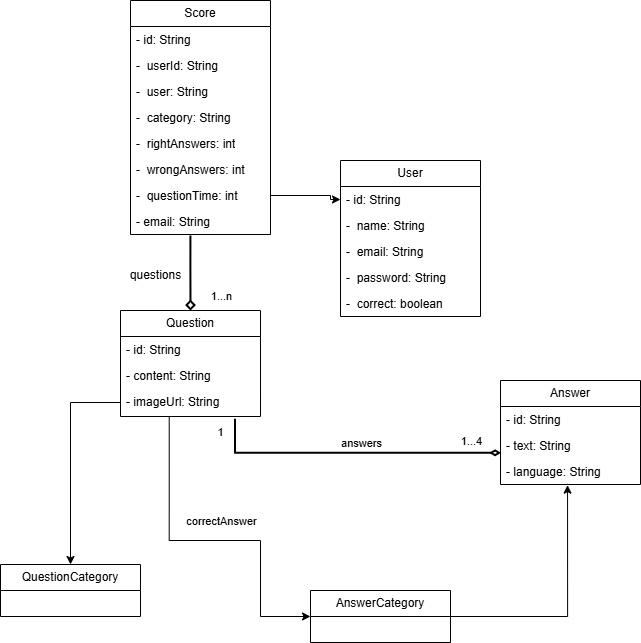 Score
- id: String
- userId: String
- user: String
- category: String
- rightAnswers: int
- wrongAnswers: int
- questionTime: int
- email: String
User
- id: String
- name: String
- email: String
- password: String
- correct: boolean
questions
1...n
Question
- id: String
- content: String
- imageUrl: String
1
answers
1...4
Answer
- id: String
- text: String
- language: String
correctAnswer
QuestionCategory
AnswerCategory